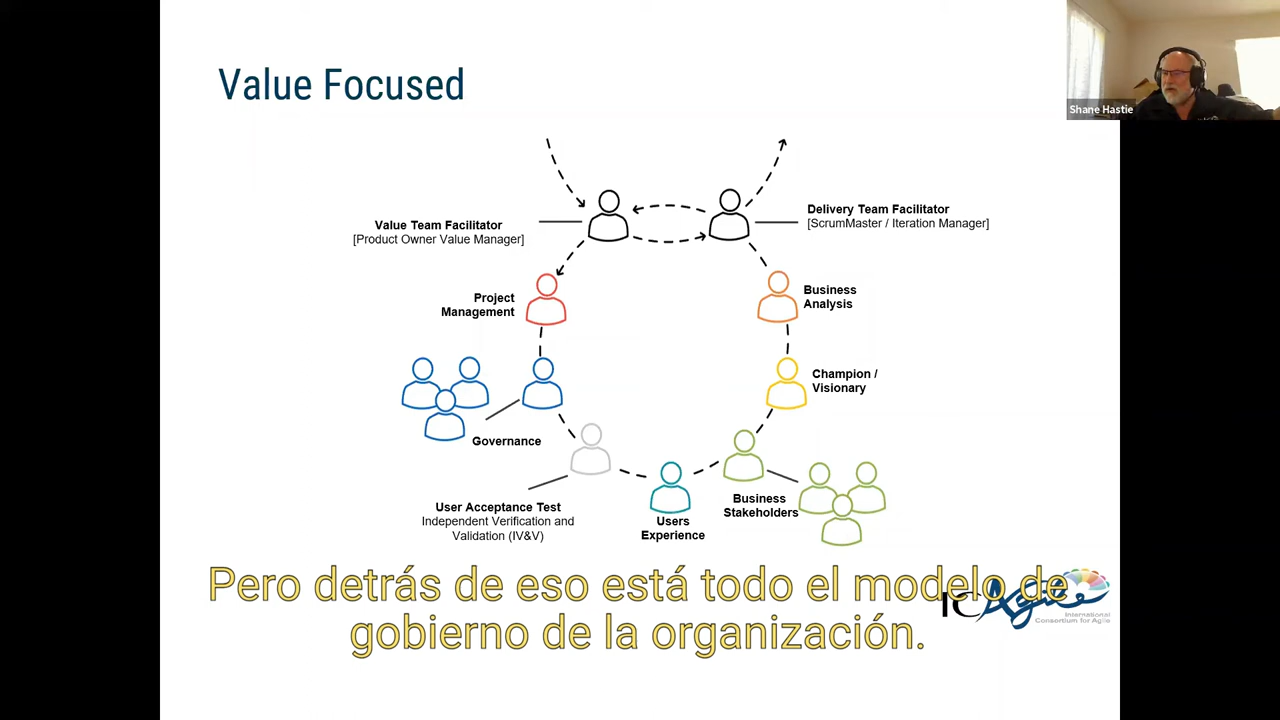 Value Focused
Shane Hastie
Value Team Facilitator
[Product Owner Value Manager]
Delivery Team Facilitator
[ScrumMaster / Iteration Manager]
Project
Management
Business
Analysis
Champion /
Visionary
Governance
User Acceptance Test
Independent Verification and
Validation (IV&V)
Users
Experience
Business
Stakeholders
Pero detrás de eso está todo el modelo de
gobierno de la organización.
ICAgile
International
Consortium for Agile